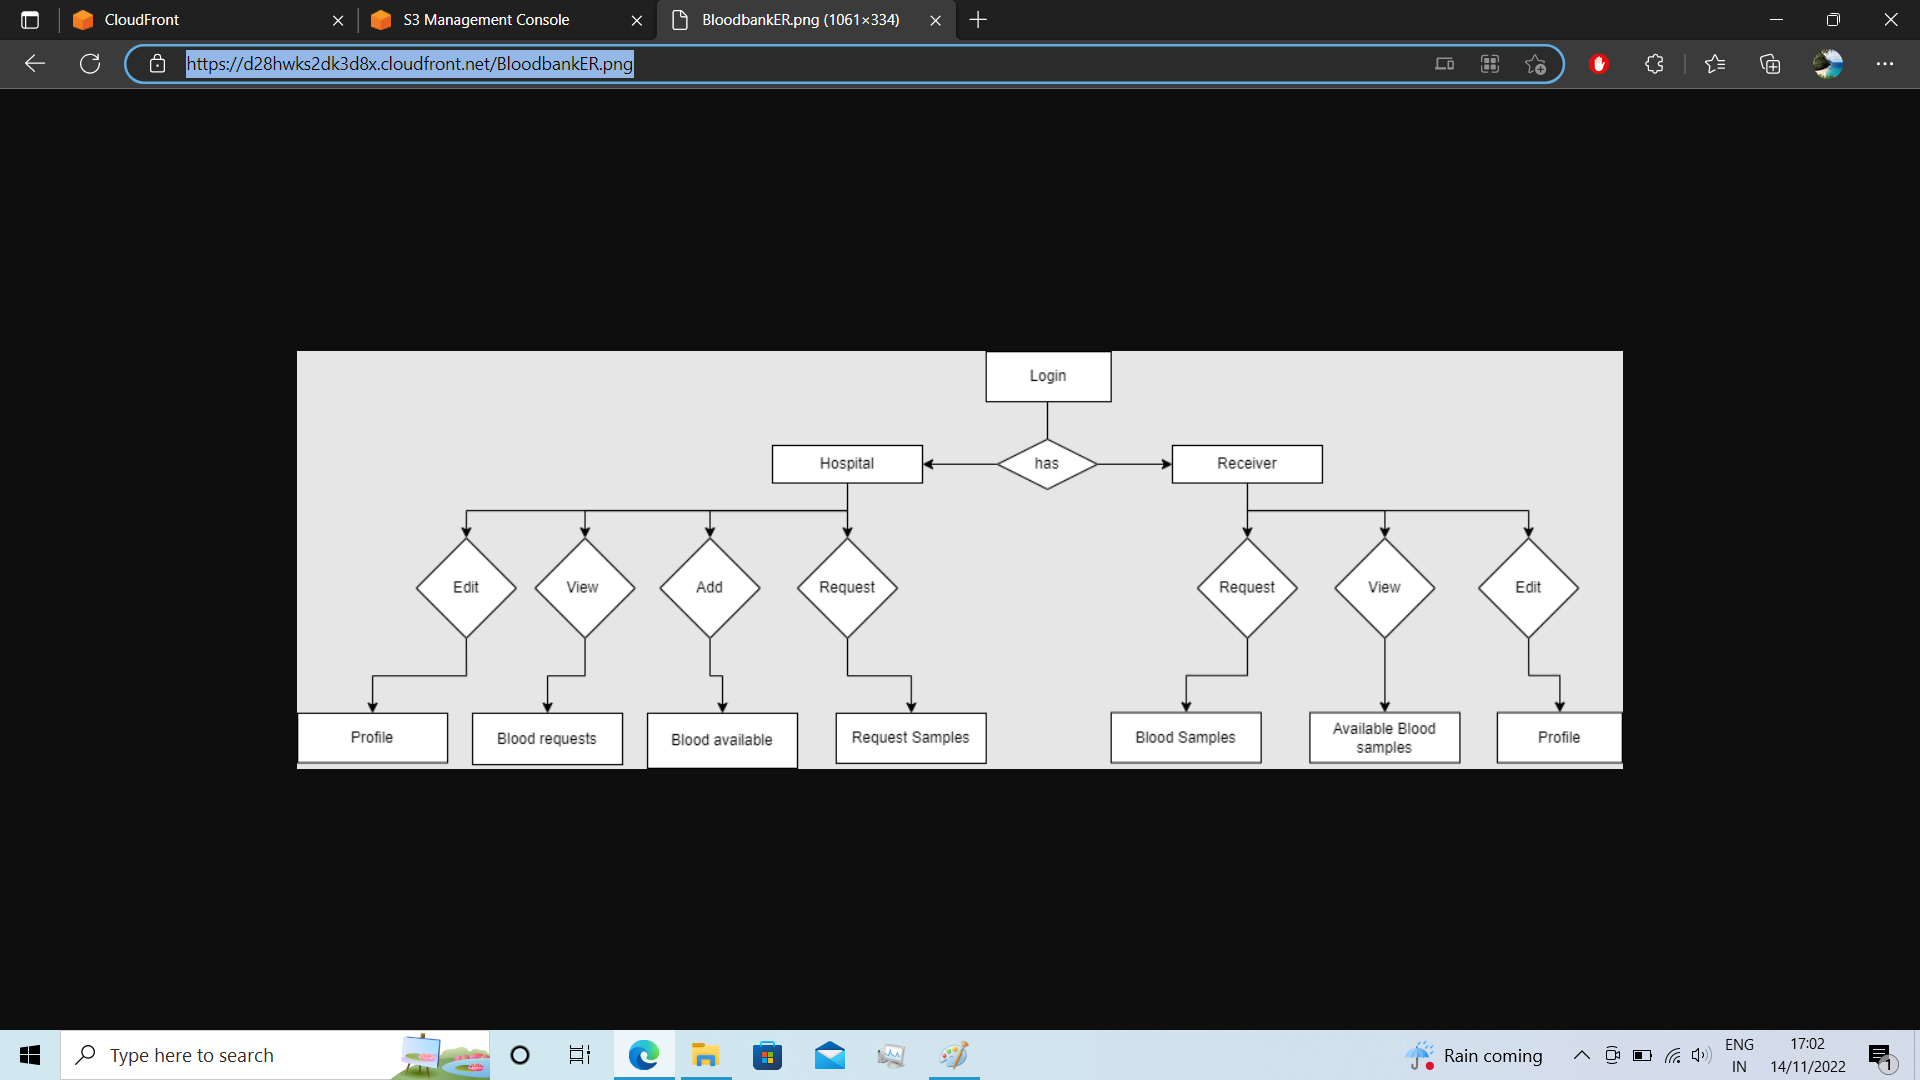 CloudFront
S3 Management Console
BloodbankER.png (1061×334)
https://d28hwks2dk3d8x.cloudfront.net/BloodbankER.png
Login
Hospital
has
Receiver
Edit
View
Add
Request
Request
View
Edit
Profile
Blood requests
Blood available
Request Samples
Blood Samples
Available Blood
samples
Profile
Type here to search
Rain coming
ENG
IN
17:02
14/11/2022
1